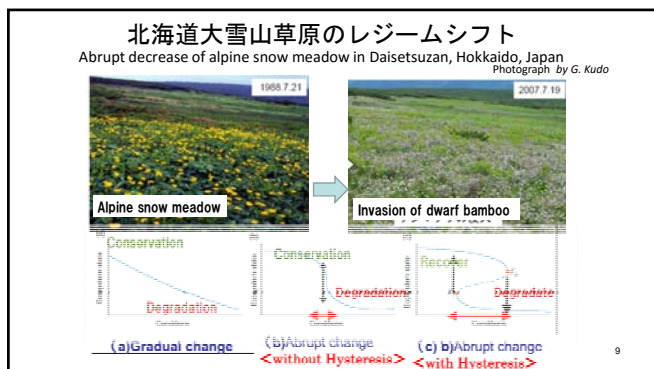 北海道大雪山草原のレジームシフト
Abrupt decrease of alpine snow meadow in Daisetsuzan, Hokkaido, Japan
Photograph by G. Kudo
1988.7.21
2007.7.19
Alpine snow meadow
Invasion of dwarf bamboo
Conservation
Degradation
Conservation
Degradation
Recover
Degrade
(a)Gradual change
(b)Abrupt change
<without Hysteresis>
(c) b)Abrupt change
<with Hysteresis>
9